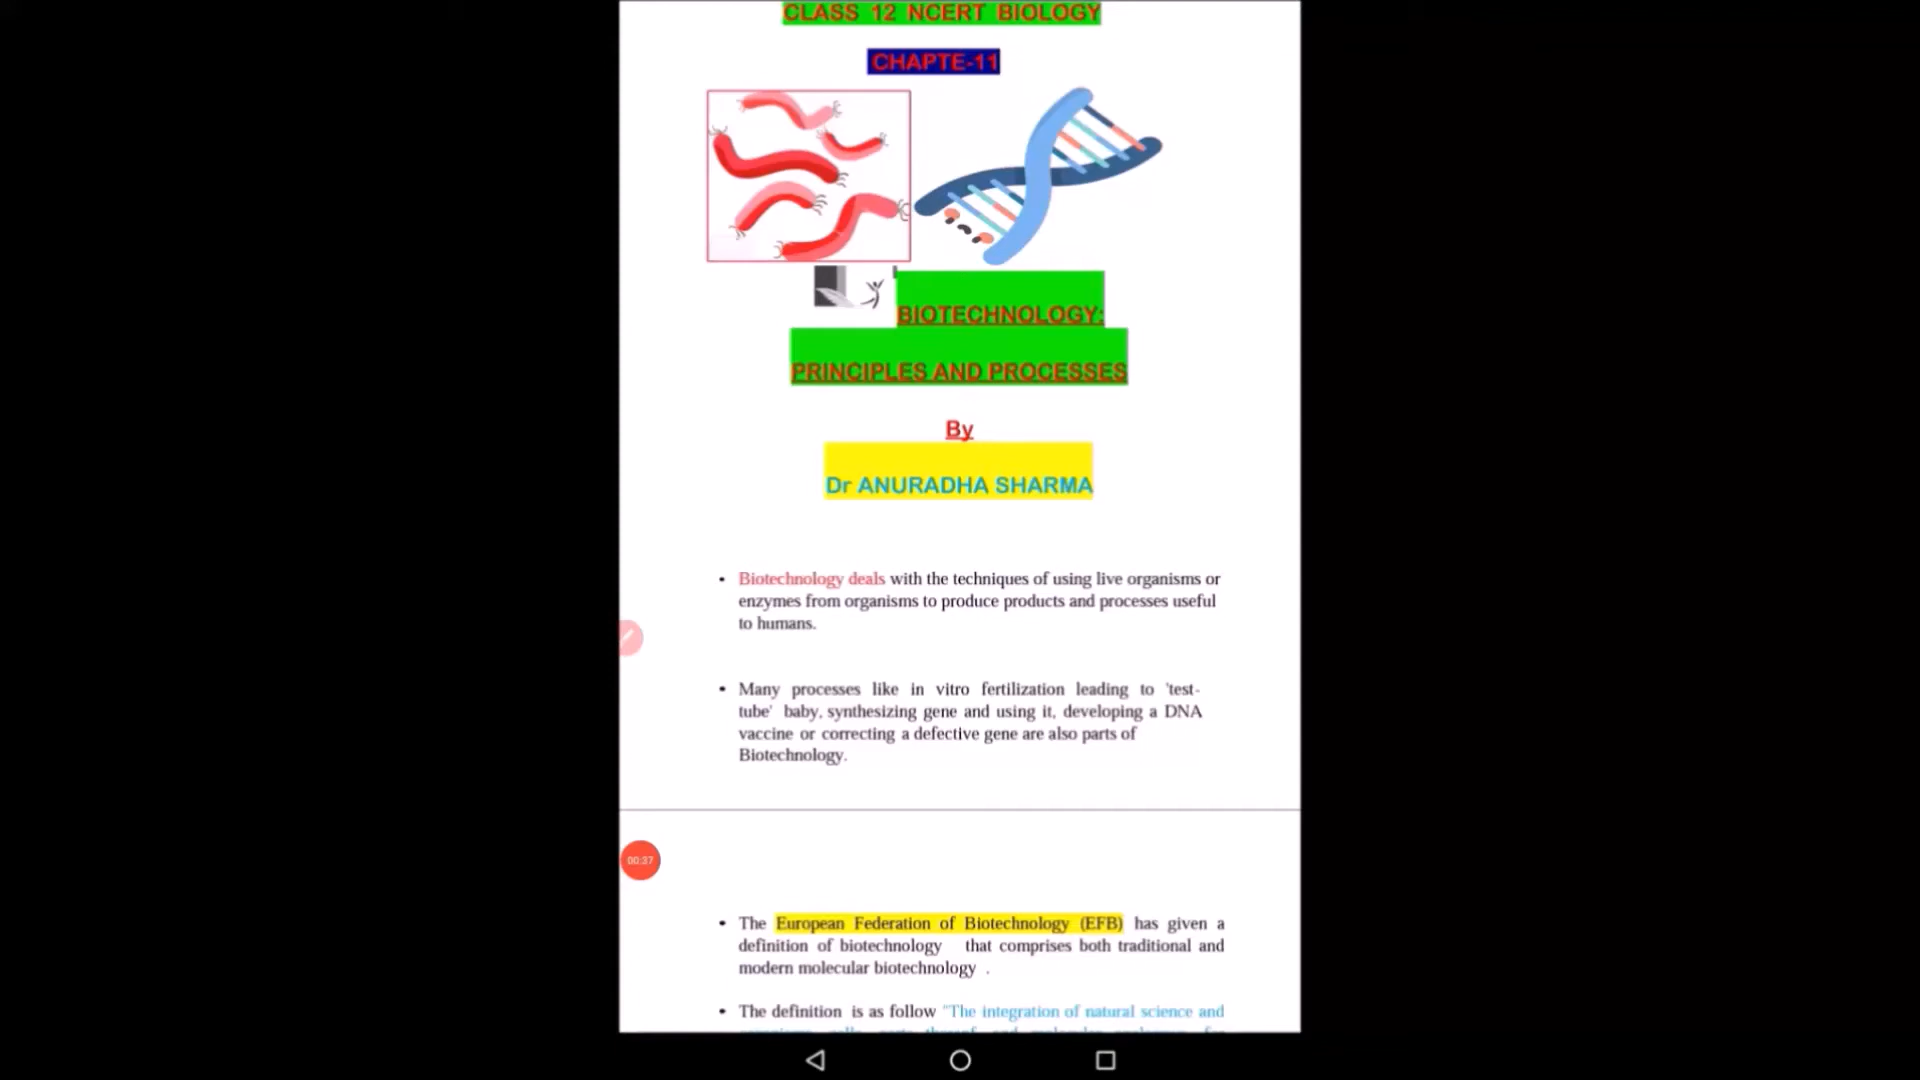 CLASS 12 NCERT BIOLOGY
CHAPTE-11
BIOTECHNOLOGY:
PRINCIPLES AND PROCESSES
By
Dr ANURADHA SHARMA
• Biotechnology deals with the techniques of using live organisms or
enzymes from organisms to produce products and processes useful
to humans.
• Many processes like in vitro fertilization leading to 'test-
tube' baby, synthesizing gene and using it, developing a DNA
vaccine or correcting a defective gene are also parts of
Biotechnology.
00:37
• The European Federation of Biotechnology (EFB) has given a
definition of biotechnology that comprises both traditional and
modern molecular biotechnology .
• The definition is as follow "The integration of natural science and